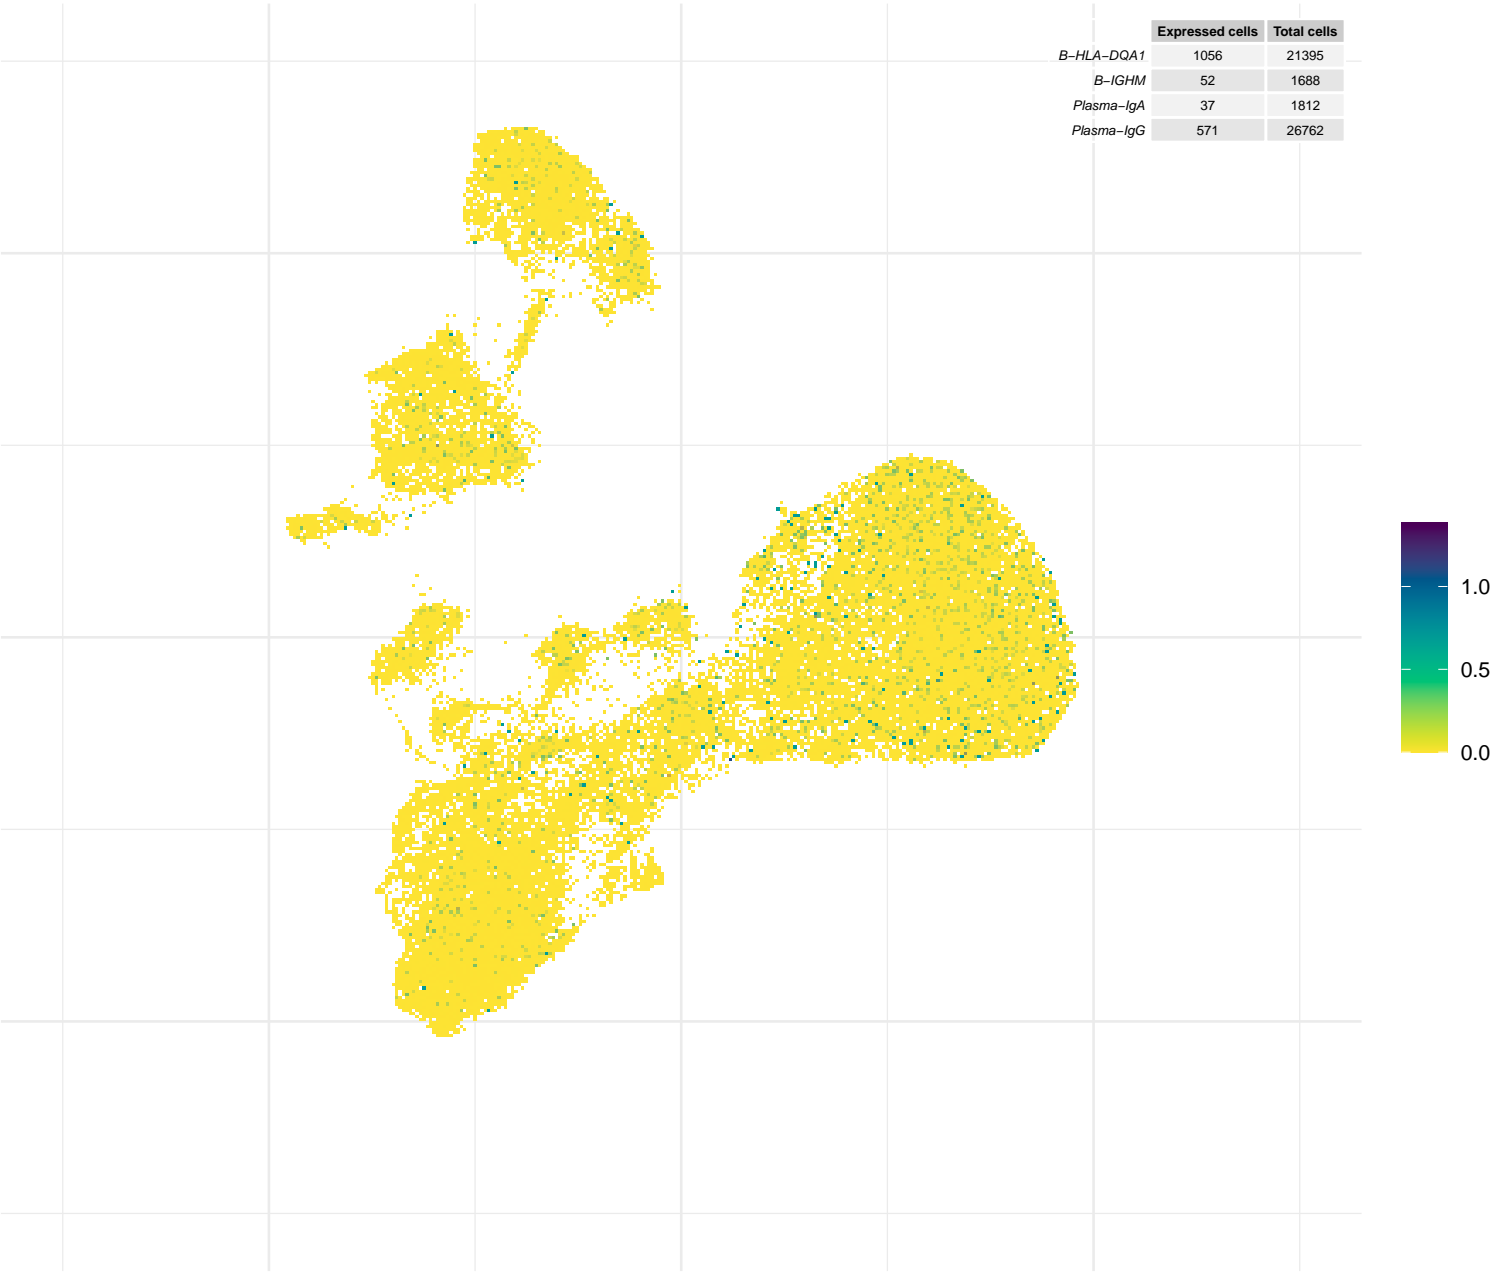 Expressed cells Total cells
B-HLA-DQA1 1056 21395
B-IGHM 52 1688
Plasma-IgA 37 1812
Plasma-IgG 571 26762
1.0
0.5
0.0